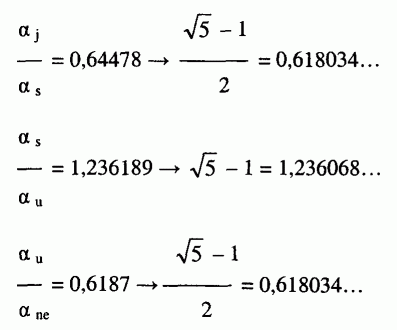 α j / α s = 0,64478 → (√5 – 1) / 2 = 0,618034...
α s / α u = 1,236189 → √5 – 1 = 1,236068...
α u / α ne = 0,6187 → (√5 – 1) / 2 = 0,618034...